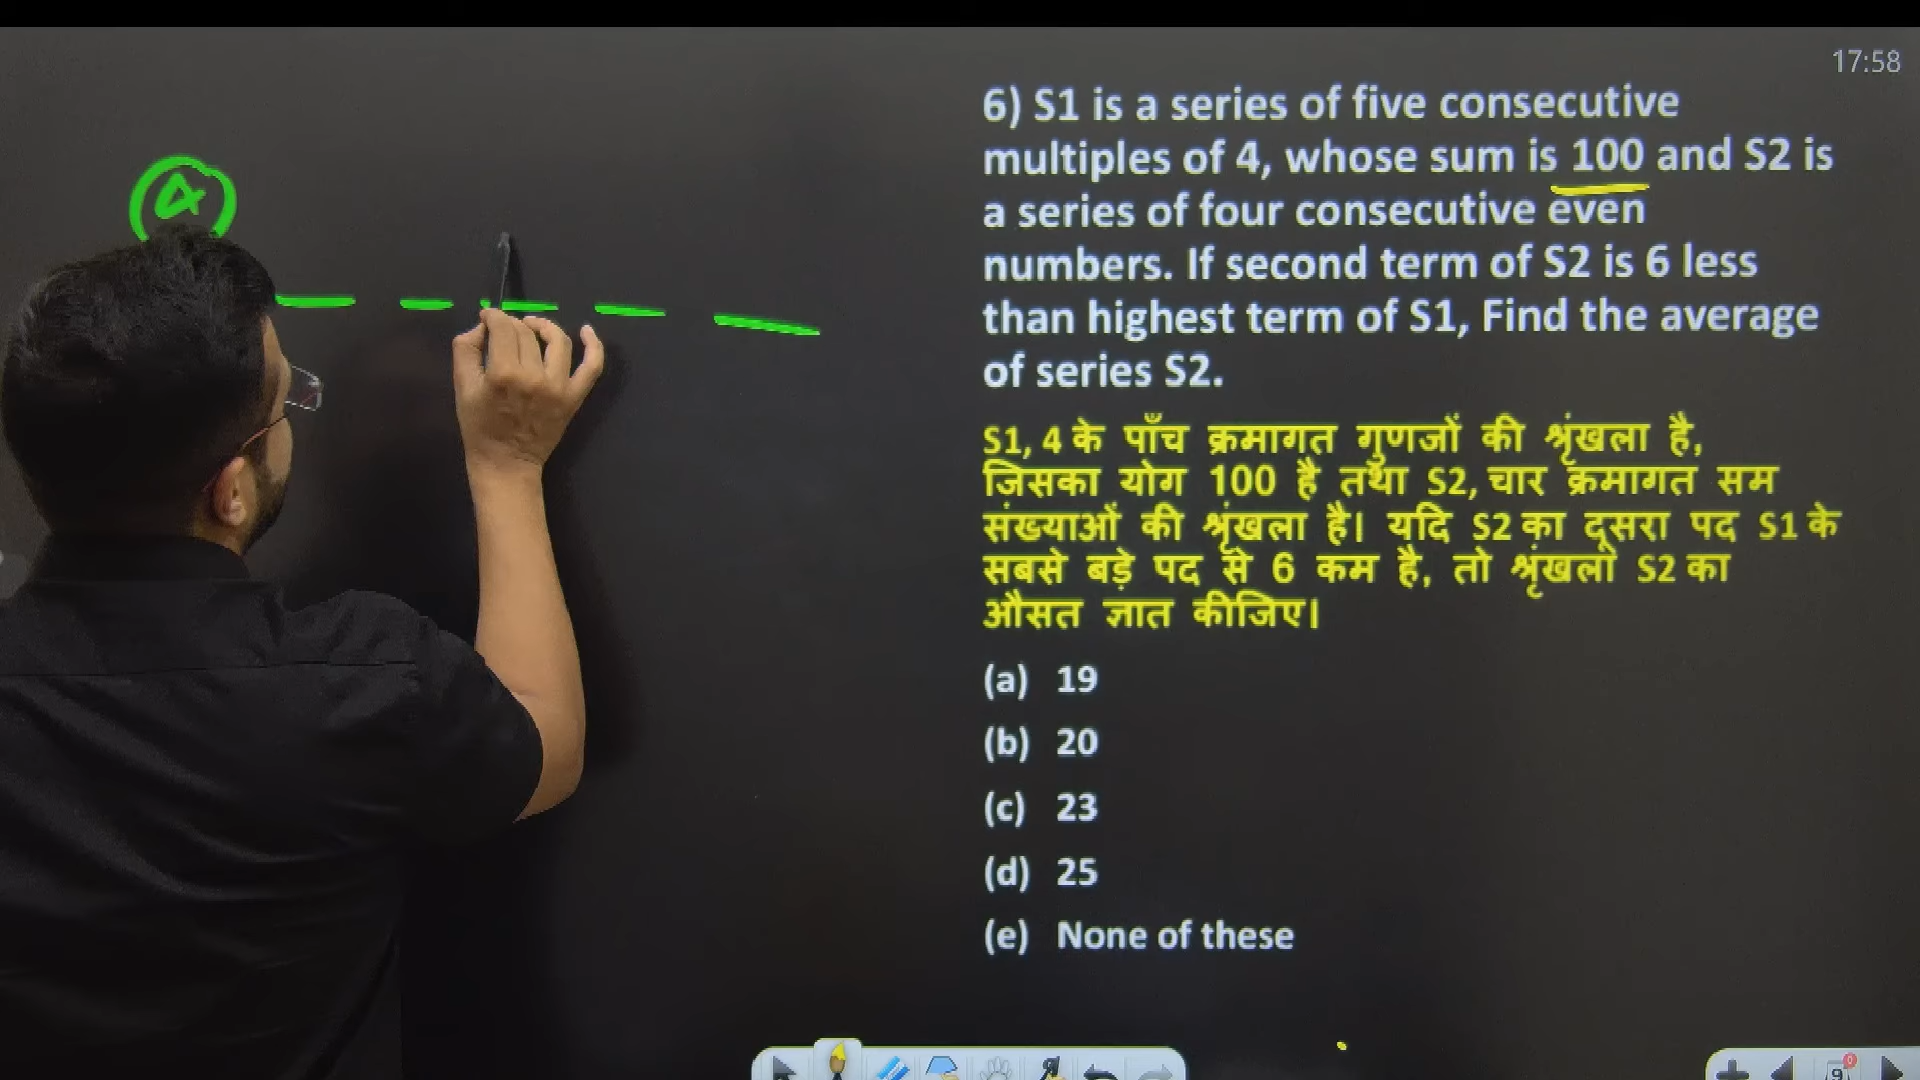 17:58
4
6) S1 is a series of five consecutive
multiples of 4, whose sum is 100 and S2 is
a series of four consecutive even
numbers. If second term of S2 is 6 less
than highest term of S1, Find the average
of series S2.
S1, 4 के पाँच क्रमागत गुणजों की श्रृंखला है,
जिसका योग 100 है तथा S2, चार क्रमागत सम
संख्याओं की श्रृंखला है। यदि S2 का दूसरा पद S1 के
सबसे बड़े पद से 6 कम है, तो श्रृंखला S2 का
औसत ज्ञात कीजिए।
(a) 19
(b) 20
(c) 23
(d) 25
(e) None of these